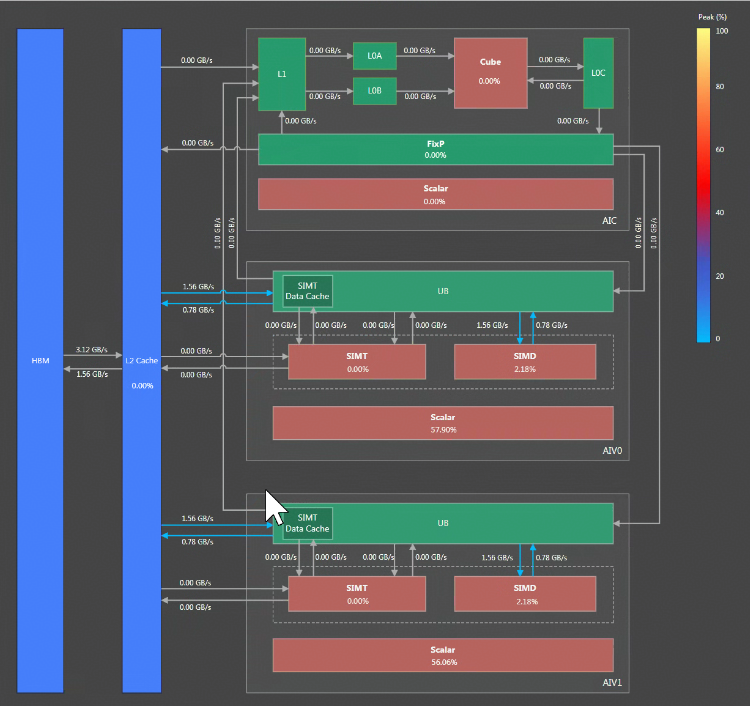 Peak (%)
100
80
60
40
20
0
HBM
3.12 GB/s
1.56 GB/s
L2 Cache
0.00%
0.00 GB/s
0.00 GB/s
L1
0.00 GB/s
0.00 GB/s
L0A
L0B
0.00 GB/s
0.00 GB/s
Cube
0.00%
0.00 GB/s
0.00 GB/s
L0C
0.00 GB/s
0.00 GB/s
FixP
0.00%
Scalar
0.00%
AIC
0.00 GB/s
0.00 GB/s
0.00 GB/s
0.00 GB/s
1.56 GB/s
0.78 GB/s
SIMT
Data Cache
UB
0.00 GB/s
0.00 GB/s
0.00 GB/s
0.00 GB/s
1.56 GB/s
0.78 GB/s
0.00 GB/s
0.00 GB/s
SIMT
0.00%
SIMD
2.18%
Scalar
57.90%
AIV0
1.56 GB/s
0.78 GB/s
SIMT
Data Cache
UB
0.00 GB/s
0.00 GB/s
0.00 GB/s
0.00 GB/s
1.56 GB/s
0.78 GB/s
0.00 GB/s
0.00 GB/s
SIMT
0.00%
SIMD
2.18%
Scalar
56.06%
AIV1